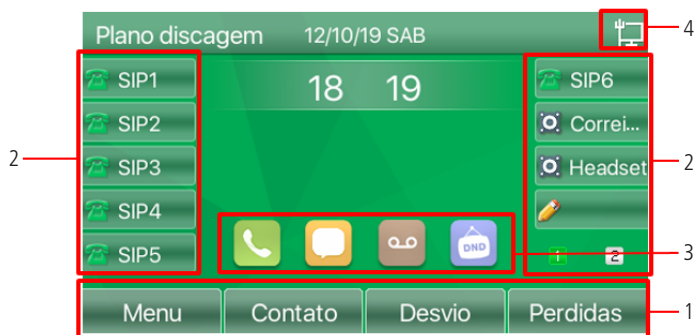 Plano discagem 12/10/19 SAB
4
SIP1
SIP2
SIP3
SIP4
SIP5
2
18 19
SIP6
Correi...
Headset
1 2
2
DND
3
Menu Contato Desvio Perdidas
1